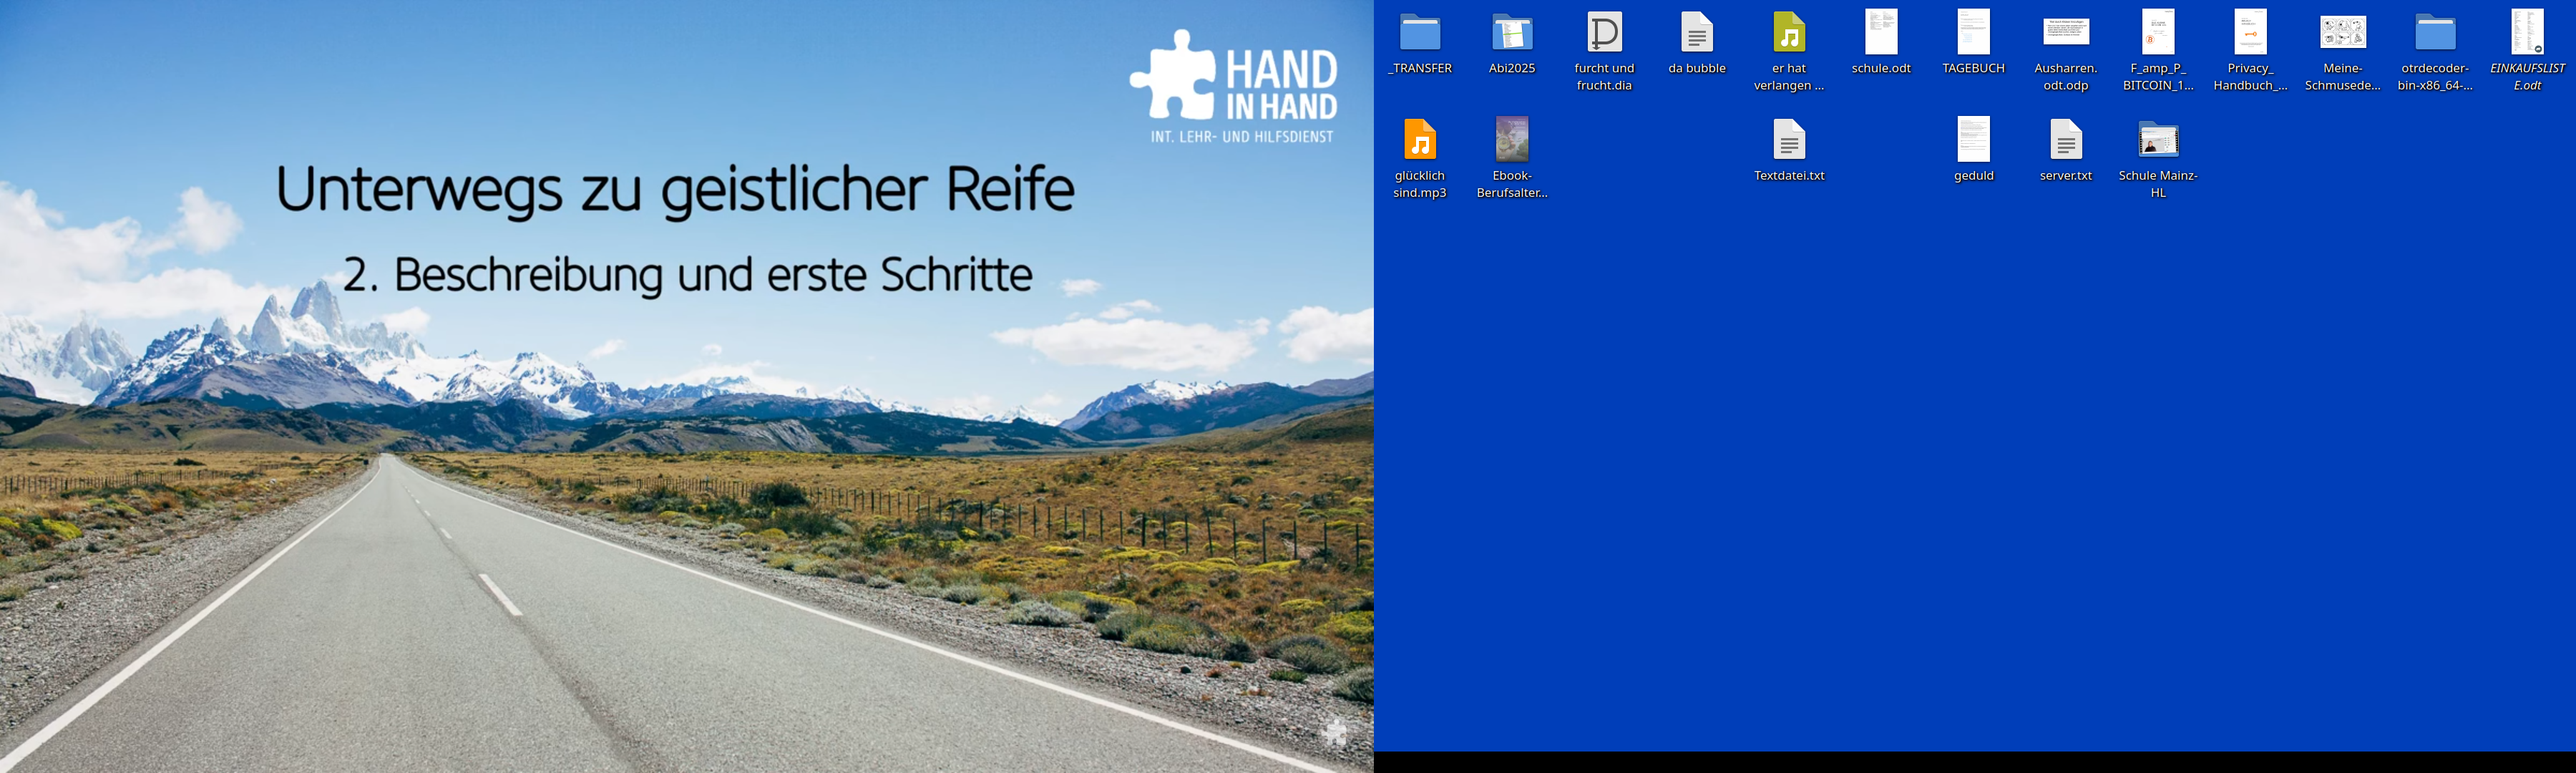 HAND
IN HAND
INT. LEHR- UND HILFSDIENST
Unterwegs zu geistlicher Reife
2. Beschreibung und erste Schritte
_TRANSFER
Abi2025
furcht und
frucht.dia
da bubble
er hat
verlangen ...
schule.odt
TAGEBUCH
Ausharren.
odt.odp
F_amp_P_
BITCOIN_1...
Privacy_
Handbuch_...
Meine-
Schmusede...
otrdecoder-
bin-x86_64-...
EINKAUFSLIST
E.odt
glücklich
sind.mp3
Ebook-
Berufsalter...
Textdatei.txt
geduld
server.txt
Schule Mainz-
HL